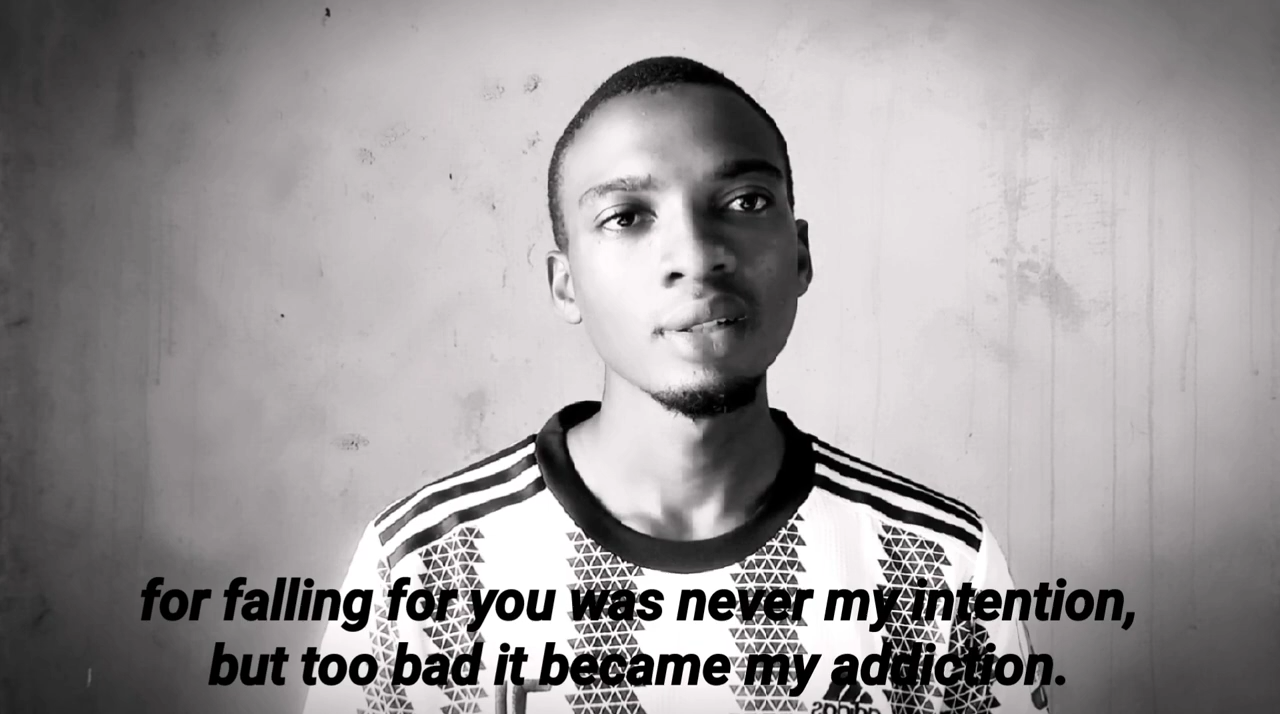 for falling for you was never my intention,
but too bad it became my addiction.